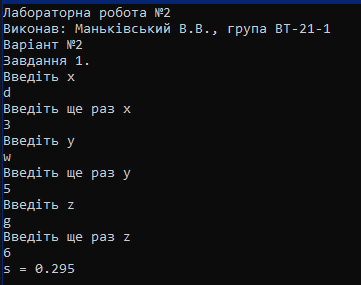 Лабораторна робота №2
Виконав: Маньківський В.В., група ВТ-21-1
Варіант №2
Завдання 1.
Введіть x
d
Введіть ще раз x
3
Введіть y
w
Введіть ще раз y
5
Введіть z
g
Введіть ще раз z
6
s = 0.295